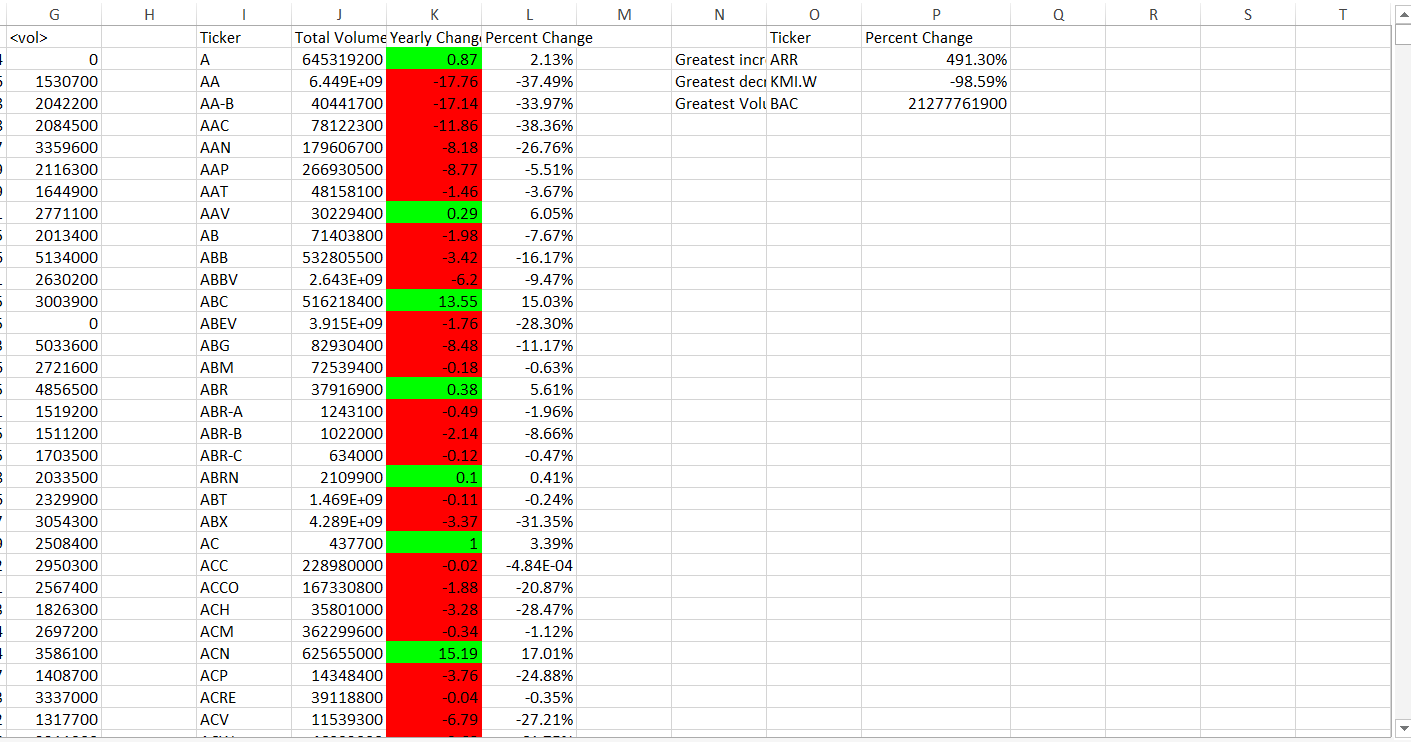 G H I J K L M N O P Q R S T
<vol> Ticker Total Volume Yearly Chang Percent Change Ticker Percent Change
0 A 645319200 0.87 2.13% Greatest incr ARR 491.30%
1530700 AA 6.449E+09 -17.76 -37.49% Greatest decr KMI.W -98.59%
2042200 AA-B 40441700 -17.14 -33.97% Greatest Volu BAC 21277761900
2084500 AAC 78122300 -11.86 -38.36%
3359600 AAN 179606700 -8.18 -26.76%
2116300 AAP 266930500 -8.77 -5.51%
1644900 AAT 48158100 -1.46 -3.67%
2771100 AAV 30229400 0.29 6.05%
2013400 AB 71403800 -1.98 -7.67%
5134000 ABB 532805500 -3.42 -16.17%
2630200 ABBV 2.643E+09 -6.2 -9.47%
3003900 ABC 516218400 13.55 15.03%
0 ABEV 3.915E+09 -1.76 -28.30%
5033600 ABG 82930400 -8.48 -11.17%
2721600 ABM 72539400 -0.18 -0.63%
4856500 ABR 37916900 0.38 5.61%
1519200 ABR-A 1243100 -0.49 -1.96%
1511200 ABR-B 1022000 -2.14 -8.66%
1703500 ABR-C 634000 -0.12 -0.47%
2033500 ABRN 2109900 0.1 0.41%
2329900 ABT 1.469E+09 -0.11 -0.24%
3054300 ABX 4.289E+09 -3.37 -31.35%
2508400 AC 437700 1 3.39%
2950300 ACC 228980000 -0.02 -4.84E-04
2567400 ACCO 167330800 -1.88 -20.87%
1826300 ACH 35801000 -3.28 -28.47%
2697200 ACM 362299600 -0.34 -1.12%
3586100 ACN 625655000 15.19 17.01%
1408700 ACP 14348400 -3.76 -24.88%
3337000 ACRE 39118800 -0.04 -0.35%
1317700 ACV 11539300 -6.79 -27.21%